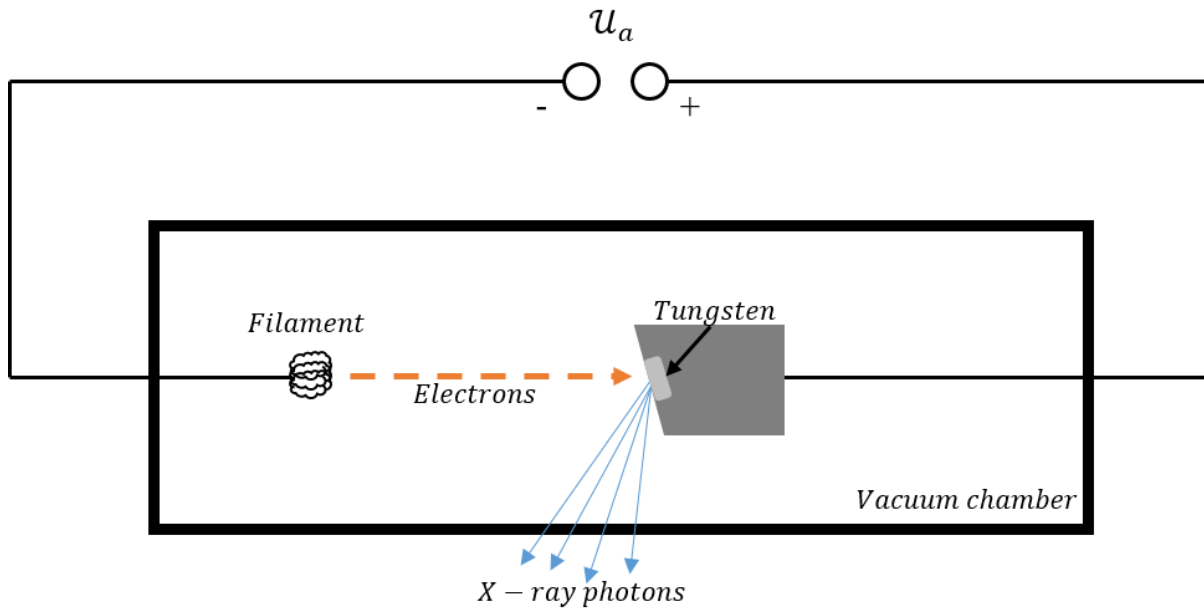 𝒰ₐ
- +
Filament
Tungsten
Electrons
Vacuum chamber
X − ray photons